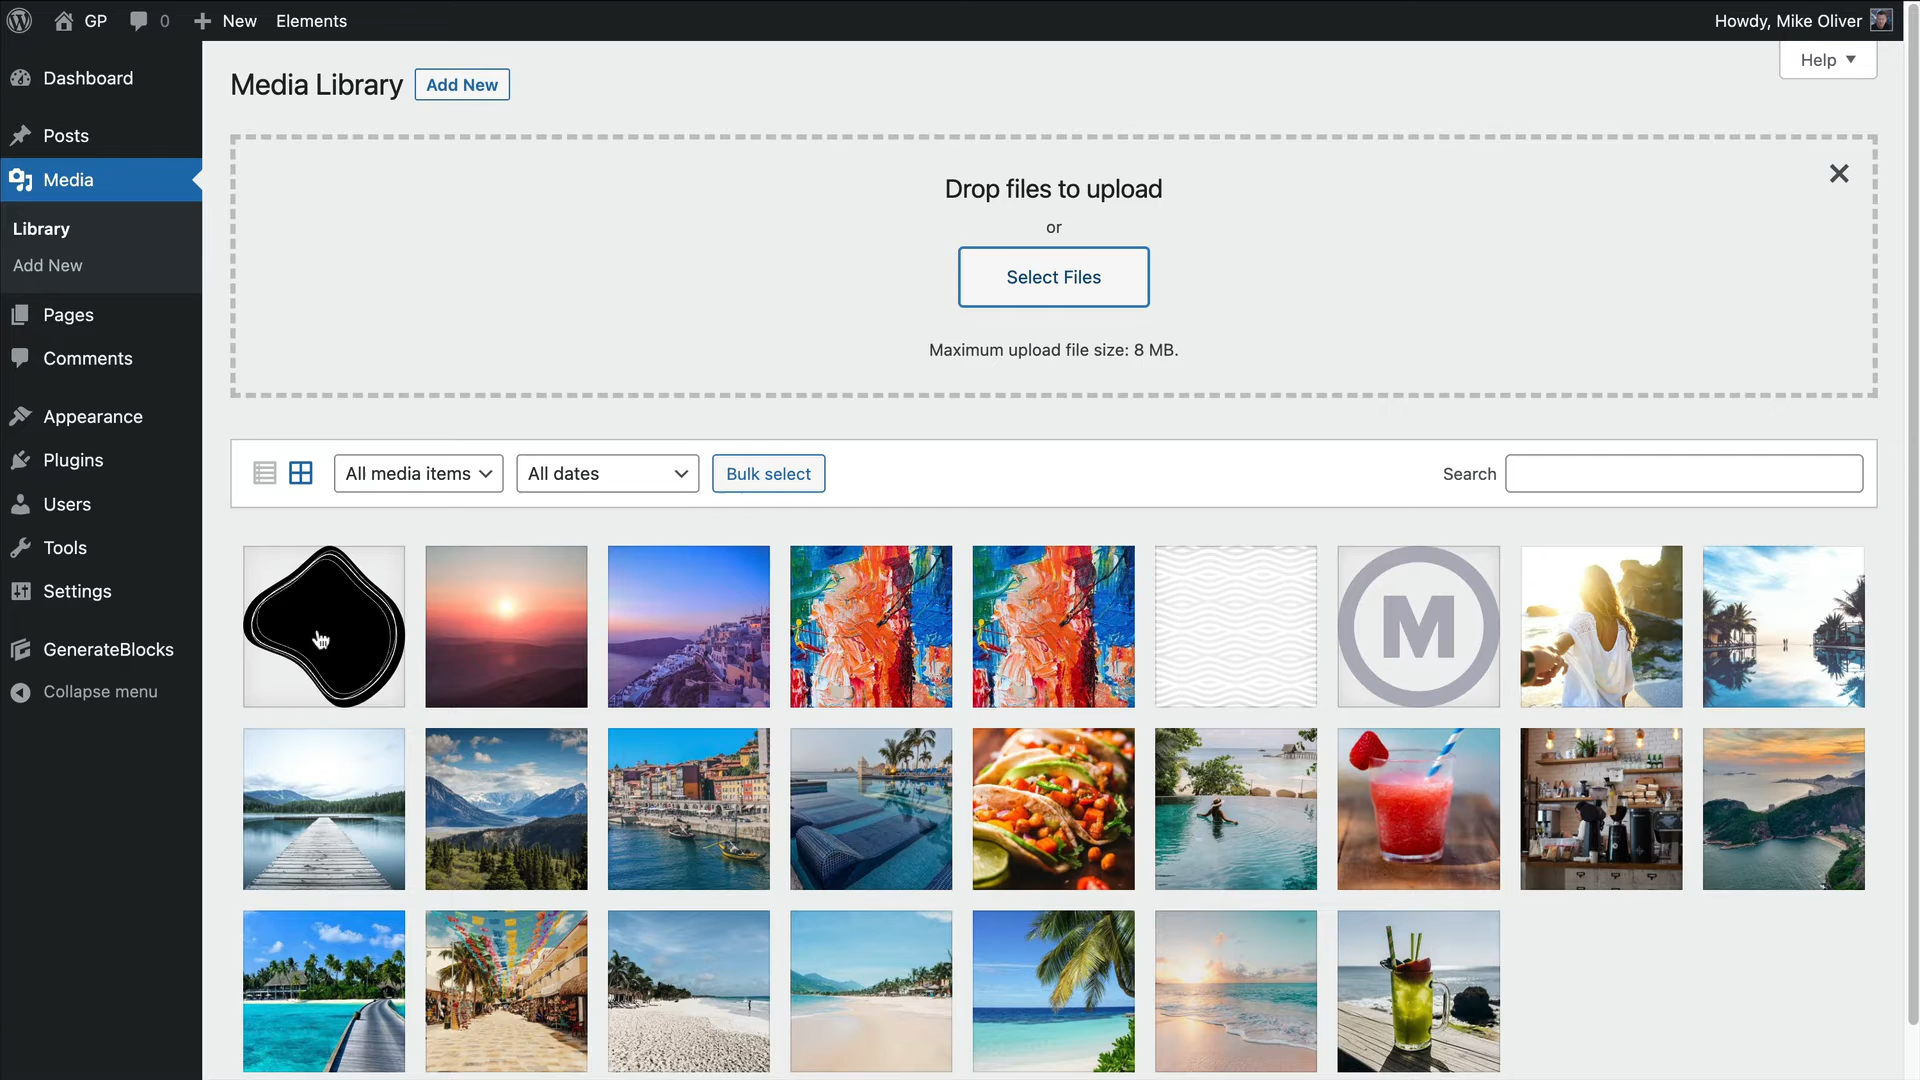 GP
0
New
Elements
Howdy, Mike Oliver
Dashboard
Posts
Media
Library
Add New
Pages
Comments
Appearance
Plugins
Users
Tools
Settings
GenerateBlocks
Collapse menu
Media Library
Add New
Help
Drop files to upload
or
Select Files
Maximum upload file size: 8 MB.
All media items
All dates
Bulk select
Search
M